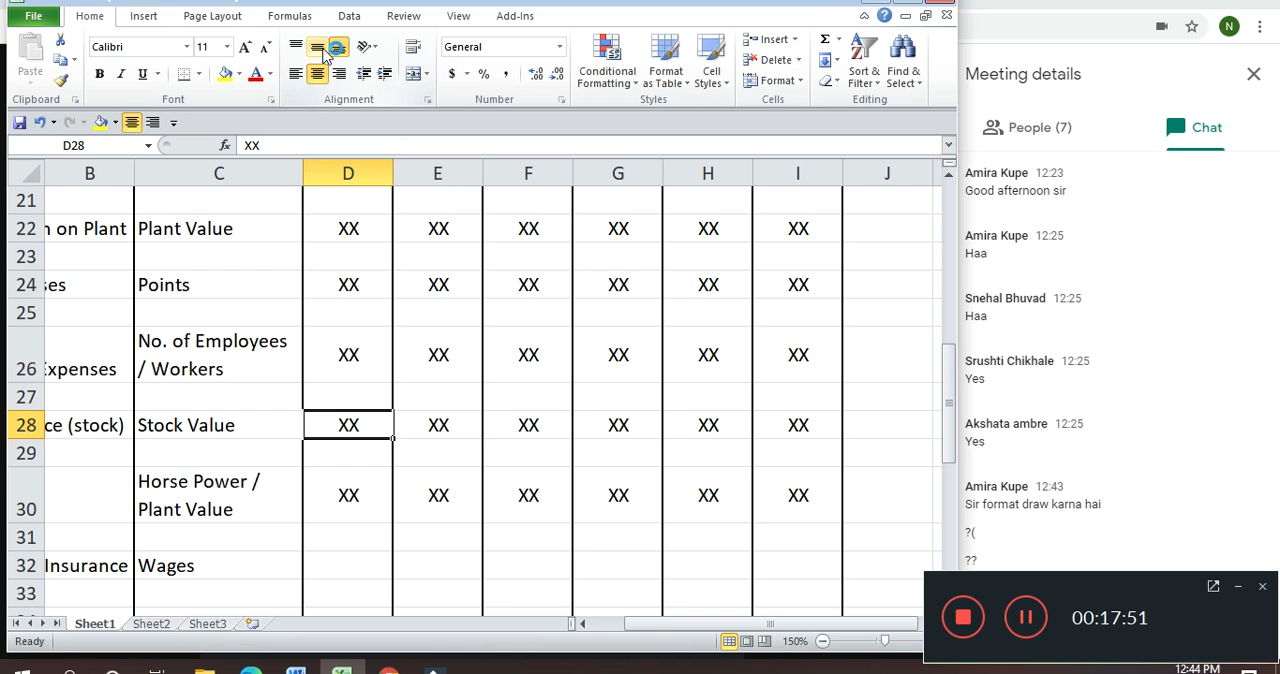 File Home Insert Page Layout Formulas Data Review View Add-Ins
Paste
Calibri 11 General
B I U
$ % ,
Conditional Formatting
Format as Table
Cell Styles
Insert
Delete
Format
Σ
Sort & Filter
Find & Select
Clipboard Font Alignment Number Styles Cells Editing
D28 fx XX
B C D E F G H I J
21
22 n on Plant Plant Value XX XX XX XX XX XX
23
24 ses Points XX XX XX XX XX XX
25
26 Expenses No. of Employees / Workers XX XX XX XX XX XX
27
28 ce (stock) Stock Value XX XX XX XX XX XX
29
30 Horse Power / Plant Value XX XX XX XX XX XX
31
32 Insurance Wages
33
Sheet1 Sheet2 Sheet3
Ready 150%
N
Meeting details
People (7) Chat
Amira Kupe 12:23
Good afternoon sir
Amira Kupe 12:25
Haa
Snehal Bhuvad 12:25
Haa
Srushti Chikhale 12:25
Yes
Akshata ambre 12:25
Yes
Amira Kupe 12:43
Sir format draw karna hai
?(
??
00:17:51
12:44 PM